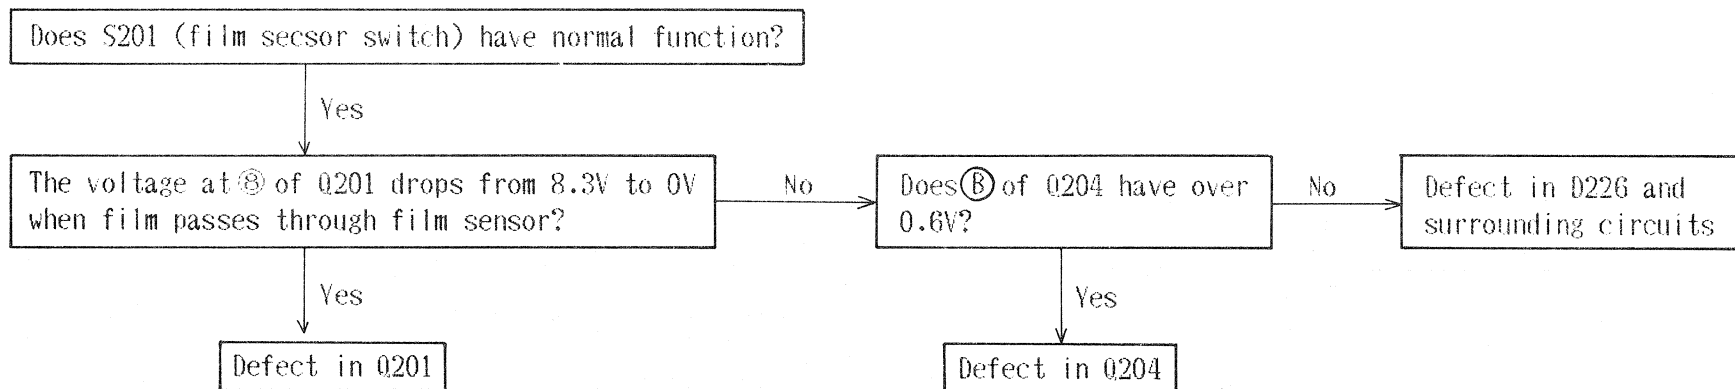 Does S201 (film secsor switch) have normal function?
Yes
The voltage at ⑧ of Q201 drops from 8.3V to 0V
when film passes through film sensor?
No
Does Ⓑ of Q204 have over
0.6V?
No
Defect in D226 and
surrounding circuits
Yes
Yes
Defect in Q201
Defect in Q204